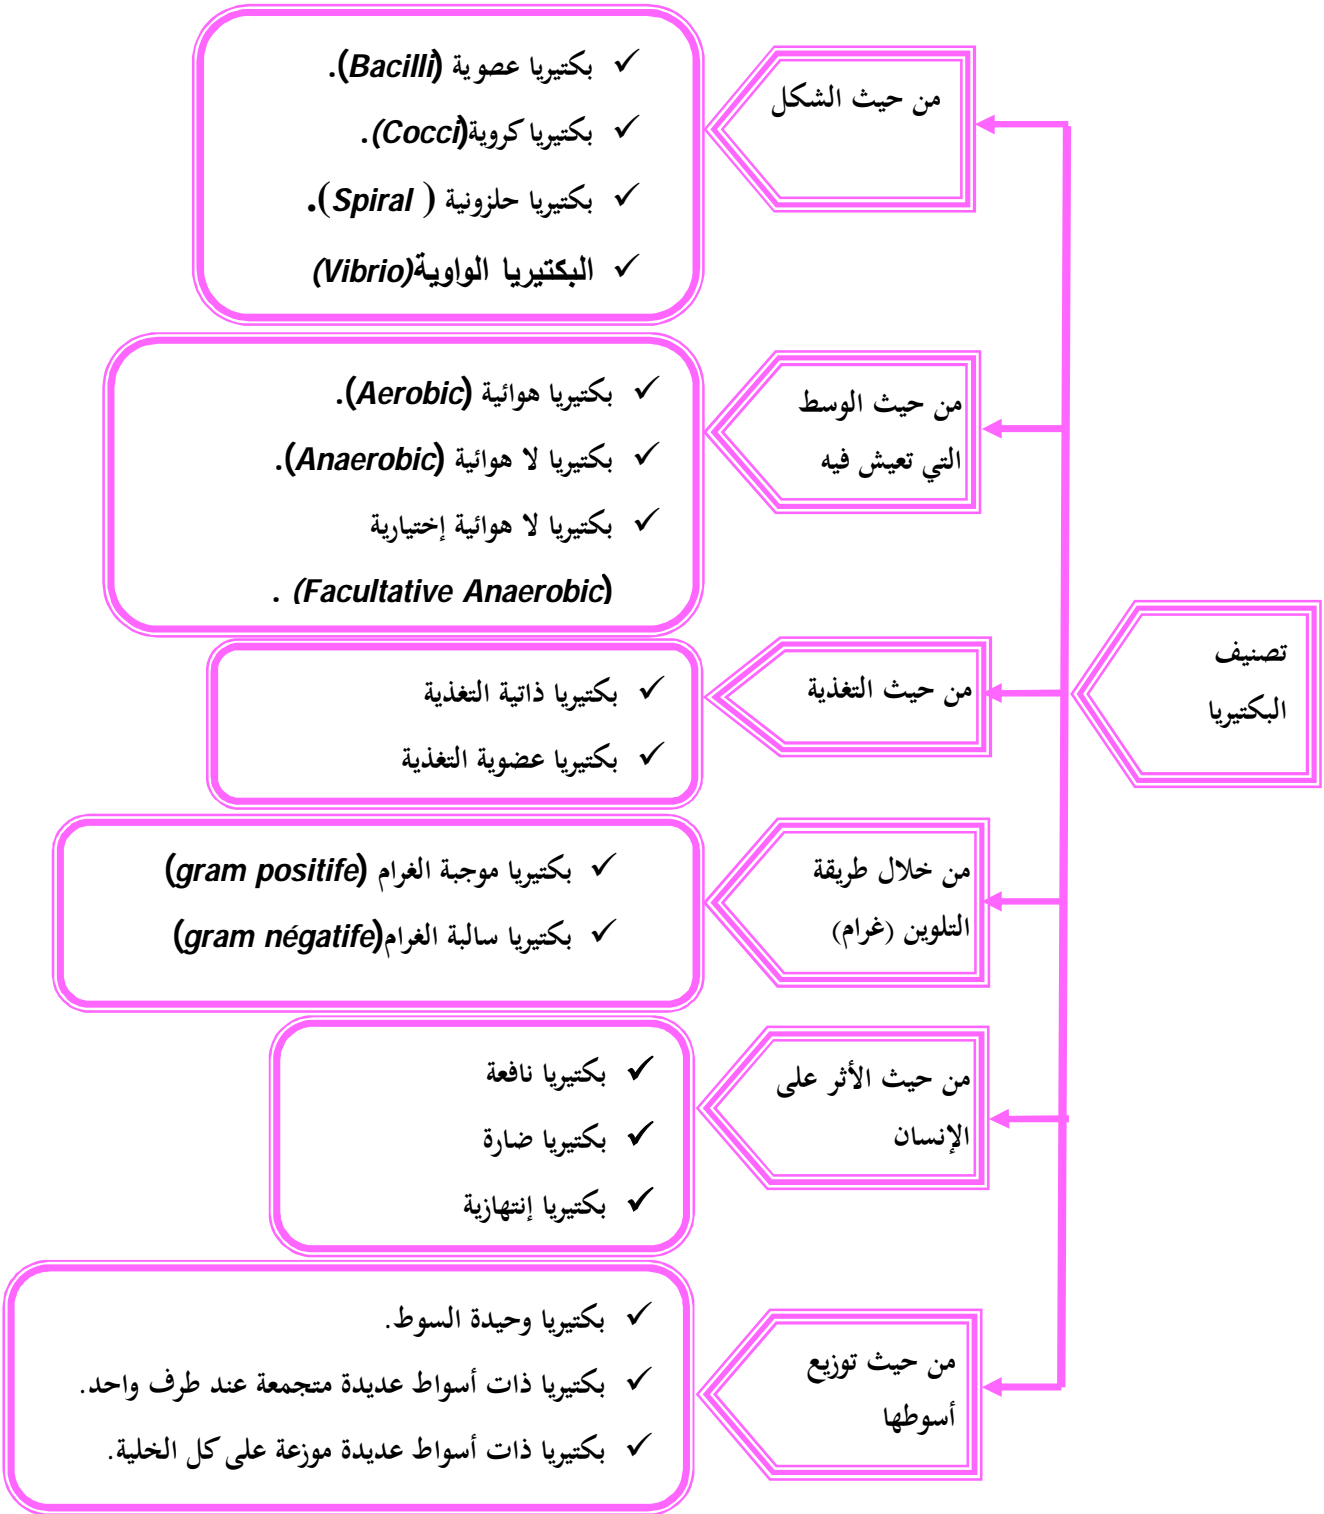 تصنيف
البكتيريا
من حيث الشكل
✓ بكتيريا عصوية (Bacilli).
✓ بكتيريا كروية(Cocci).
✓ بكتيريا حلزونية ( Spiral).
✓ البكتيريا الواوية(Vibrio)
من حيث الوسط
التي تعيش فيه
✓ بكتيريا هوائية (Aerobic).
✓ بكتيريا لا هوائية (Anaerobic).
✓ بكتيريا لا هوائية إختيارية
(Facultative Anaerobic) .
من حيث التغذية
✓ بكتيريا ذاتية التغذية
✓ بكتيريا عضوية التغذية
من خلال طريقة
التلوين (غرام)
✓ بكتيريا موجبة الغرام (gram positife)
✓ بكتيريا سالبة الغرام(gram négatife)
من حيث الأثر على
الإنسان
✓ بكتيريا نافعة
✓ بكتيريا ضارة
✓ بكتيريا إنتهازية
من حيث توزيع
أسوطها
✓ بكتيريا وحيدة السوط.
✓ بكتيريا ذات أسواط عديدة متجمعة عند طرف واحد.
✓ بكتيريا ذات أسواط عديدة موزعة على كل الخلية.